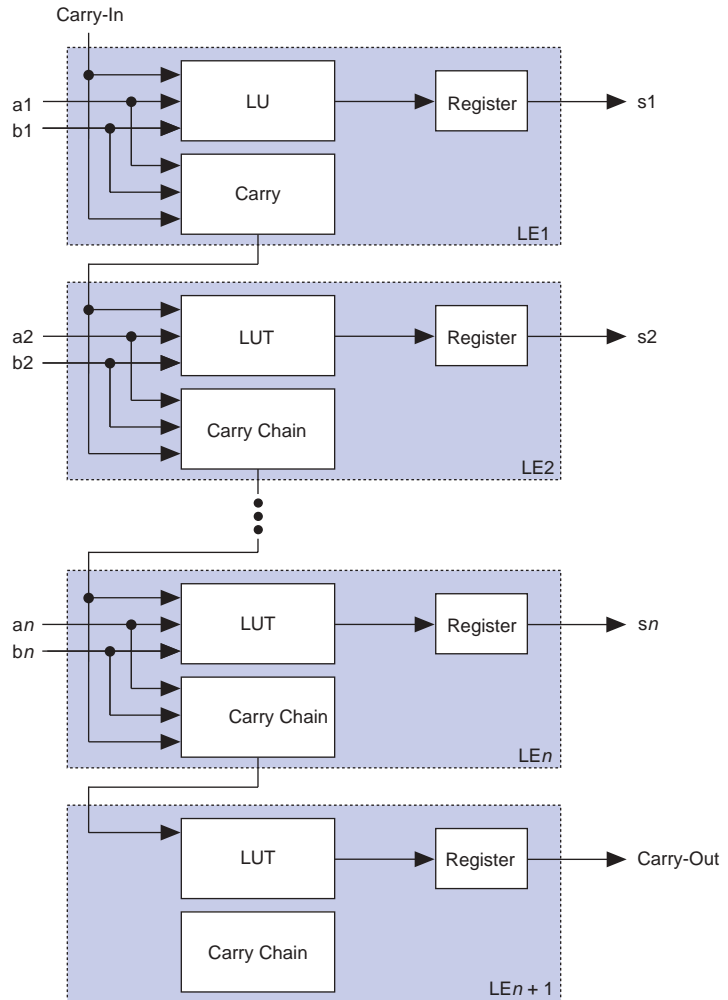 Carry-In
a1
b1
LU
Register
s1
Carry
LE1
a2
b2
LUT
Register
s2
Carry Chain
LE2
an
bn
LUT
Register
sn
Carry Chain
LEn
LUT
Register
Carry-Out
Carry Chain
LEn + 1